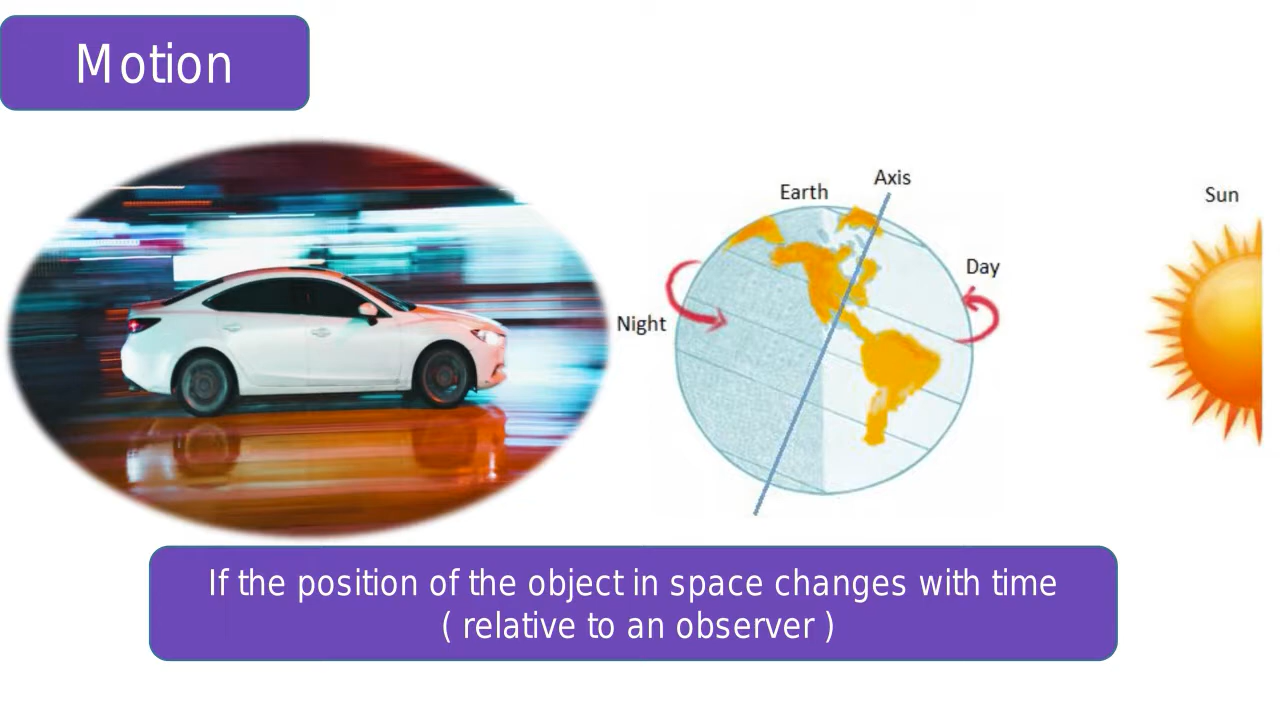 Motion
Axis
Earth
Sun
Day
Night
If the position of the object in space changes with time
( relative to an observer )